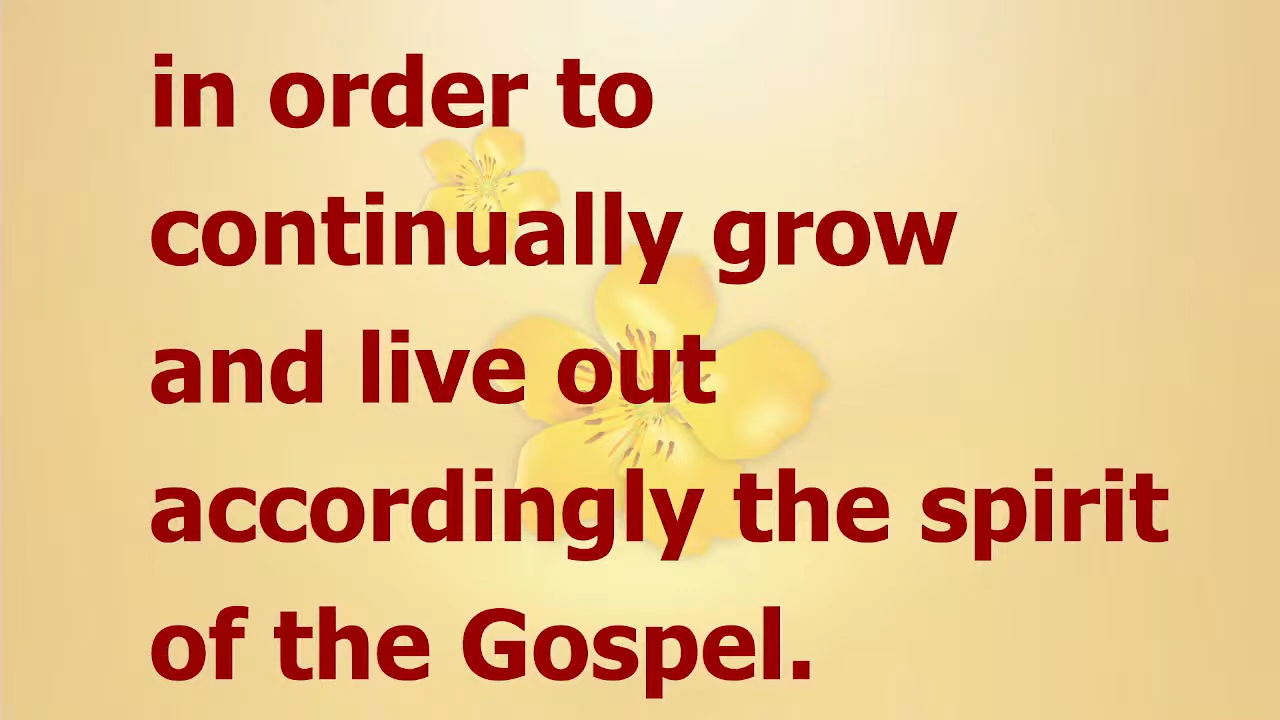 in order to
continually grow
and live out
accordingly the spirit
of the Gospel.